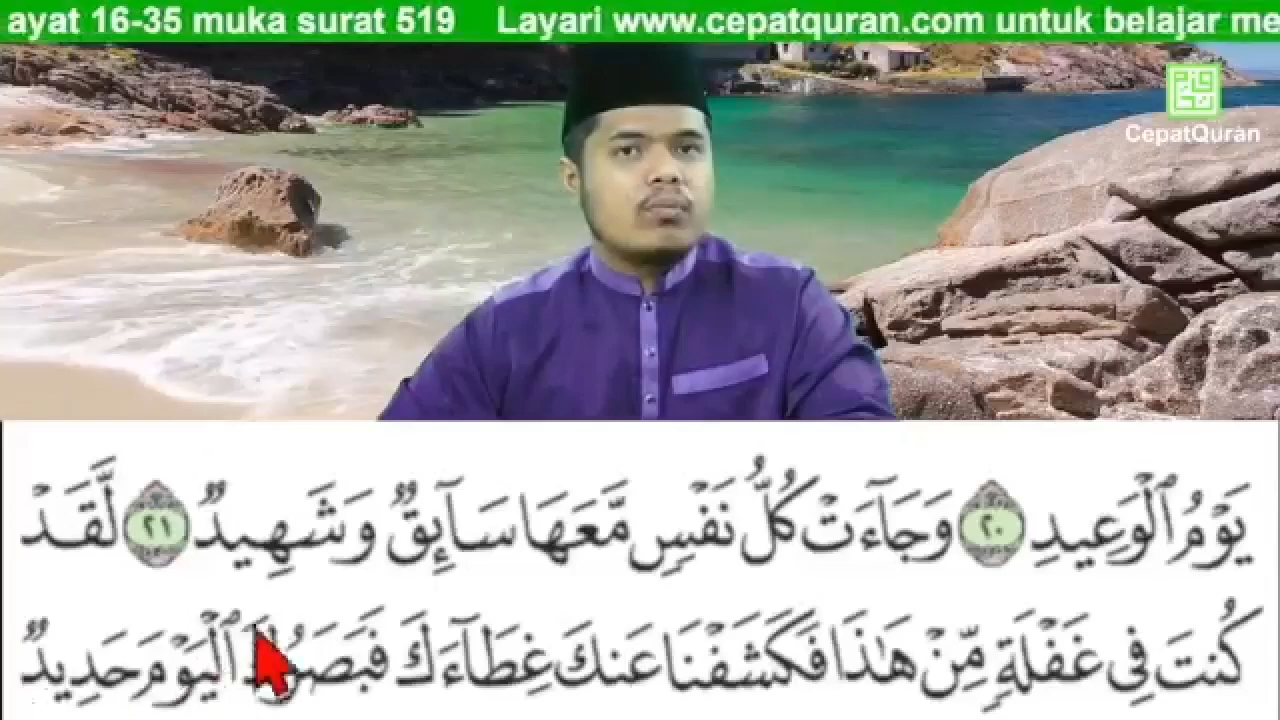 ayat 16-35 muka surat 519 Layari www.cepatquran.com untuk belajar me
CepatQuran
يَوْمُ ٱلْوَعِيدِ ٢٠ وَجَآءَتْ كُلُّ نَفْسٍ مَّعَهَا سَآئِقٌ وَشَهِيدٌ ٢١ لَّقَدْ
كُنتَ فِي غَفْلَةٍ مِّنْ هَٰذَا فَكَشَفْنَا عَنكَ غِطَآءَكَ فَبَصَرُكَ ٱلْيَوْمَ حَدِيدٌ